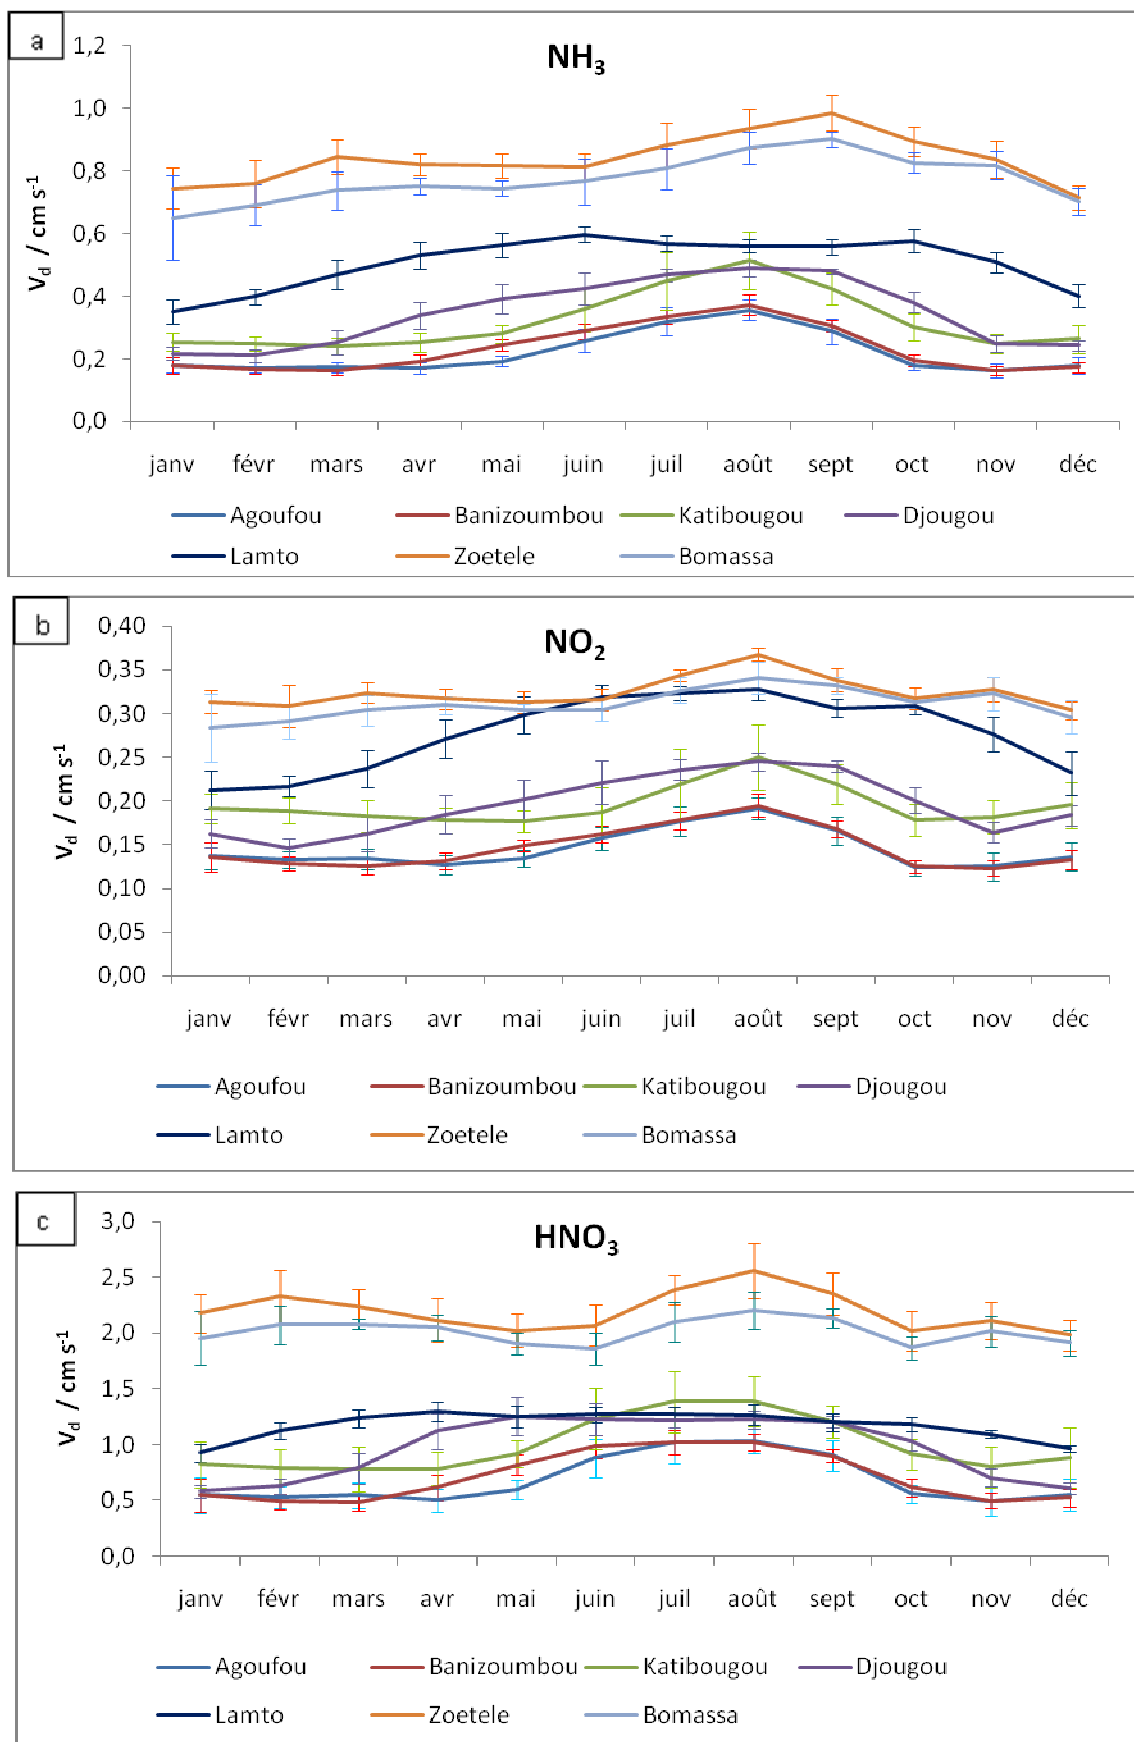 a
NH3
1,2
1,0
0,8
0,6
0,4
0,2
0,0
Vd / cm s-1
janv févr mars avr mai juin juil août sept oct nov déc
Agoufou Banizoumbou Katibougou Djougou
Lamto Zoetele Bomassa
b
NO2
0,40
0,35
0,30
0,25
0,20
0,15
0,10
0,05
0,00
Vd / cm s-1
janv févr mars avr mai juin juil août sept oct nov déc
Agoufou Banizoumbou Katibougou Djougou
Lamto Zoetele Bomassa
c
HNO3
3,0
2,5
2,0
1,5
1,0
0,5
0,0
Vd / cm s-1
janv févr mars avr mai juin juil août sept oct nov déc
Agoufou Banizoumbou Katibougou Djougou
Lamto Zoetele Bomassa